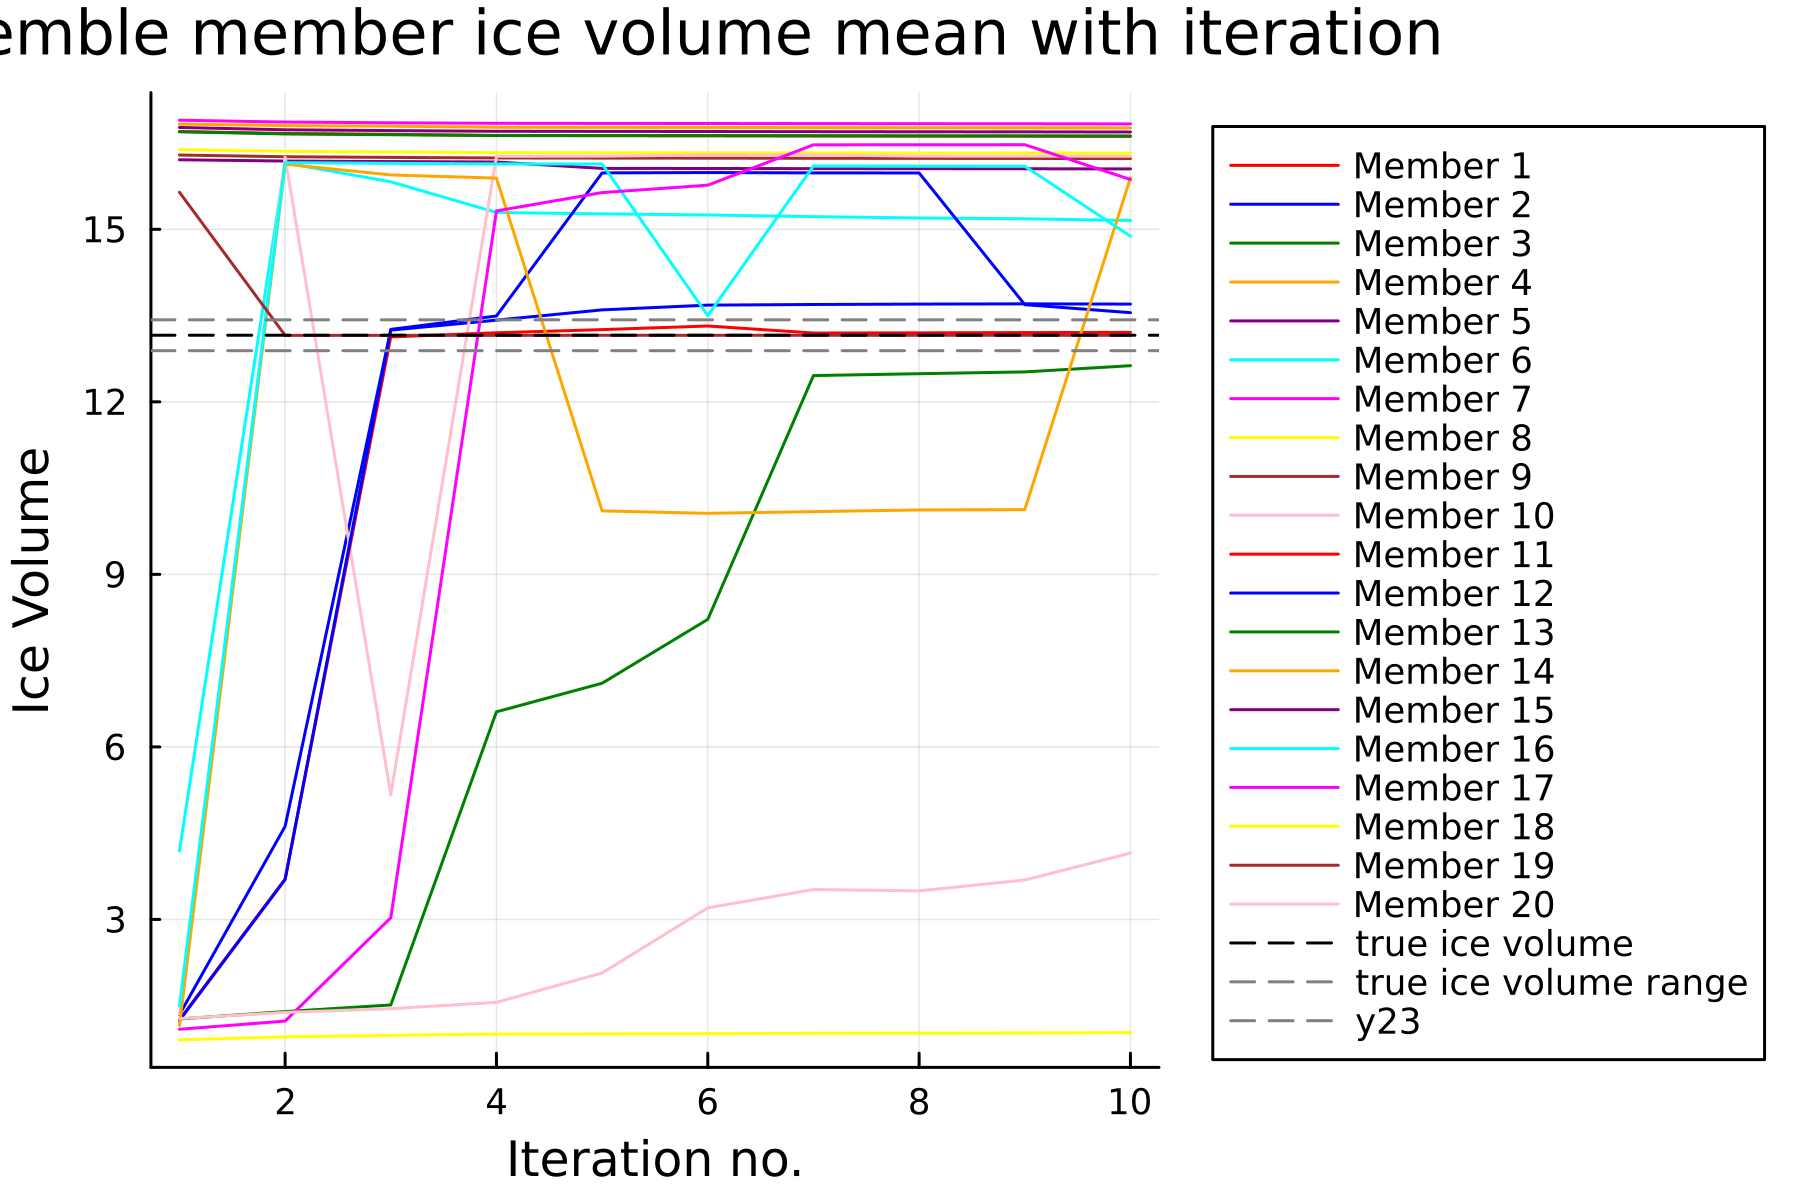 emble member ice volume mean with iteration
Ice Volume
15
12
9
6
3
2 4 6 8 10
Iteration no.
Member 1
Member 2
Member 3
Member 4
Member 5
Member 6
Member 7
Member 8
Member 9
Member 10
Member 11
Member 12
Member 13
Member 14
Member 15
Member 16
Member 17
Member 18
Member 19
Member 20
true ice volume
true ice volume range
y23